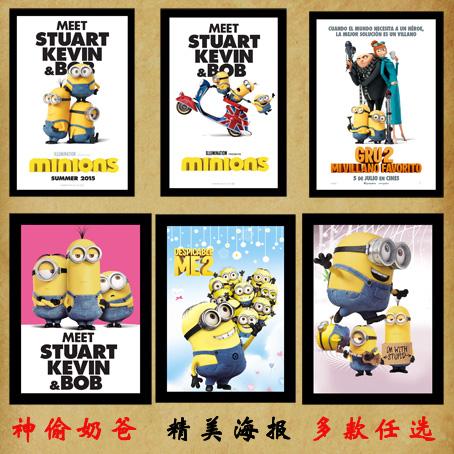 MEET
STUART
KEVIN
& BOB
ILLUMINATION
minions
SUMMER 2015
MEET
STUART
KEVIN
& BOB
ILLUMINATION
minions
CUANDO EL MUNDO NECESITA A UN HÉROE,
LA MEJOR SOLUCIÓN ES UN VILLANO
GRU 2
MI VILLANO FAVORITO
5 DE JULIO EN CINES
MEET
STUART
KEVIN
& BOB
DESPICABLE
ME2
I'M WITH
STUPID
神偷奶爸 精美海报 多款任选